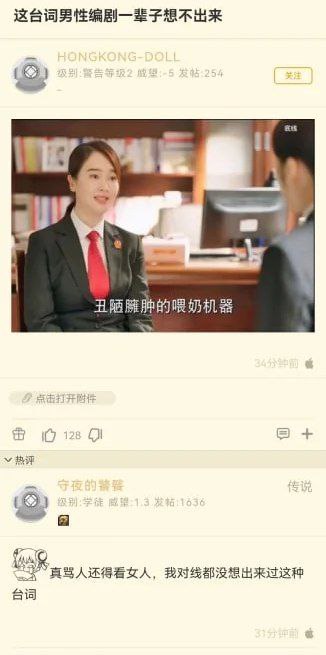 这台词男性编剧一辈子想不出来
HONGKONG-DOLL
级别:警告等级2 威望:-5 发帖:254
关注
底线
丑陋臃肿的喂奶机器
34分钟前
点击打开附件
128
热评
守夜的饕餮
传说
级别:学徒 威望:1.3 发帖:1636
真骂人还得看女人，我对线都没想出来过这种
台词
31分钟前